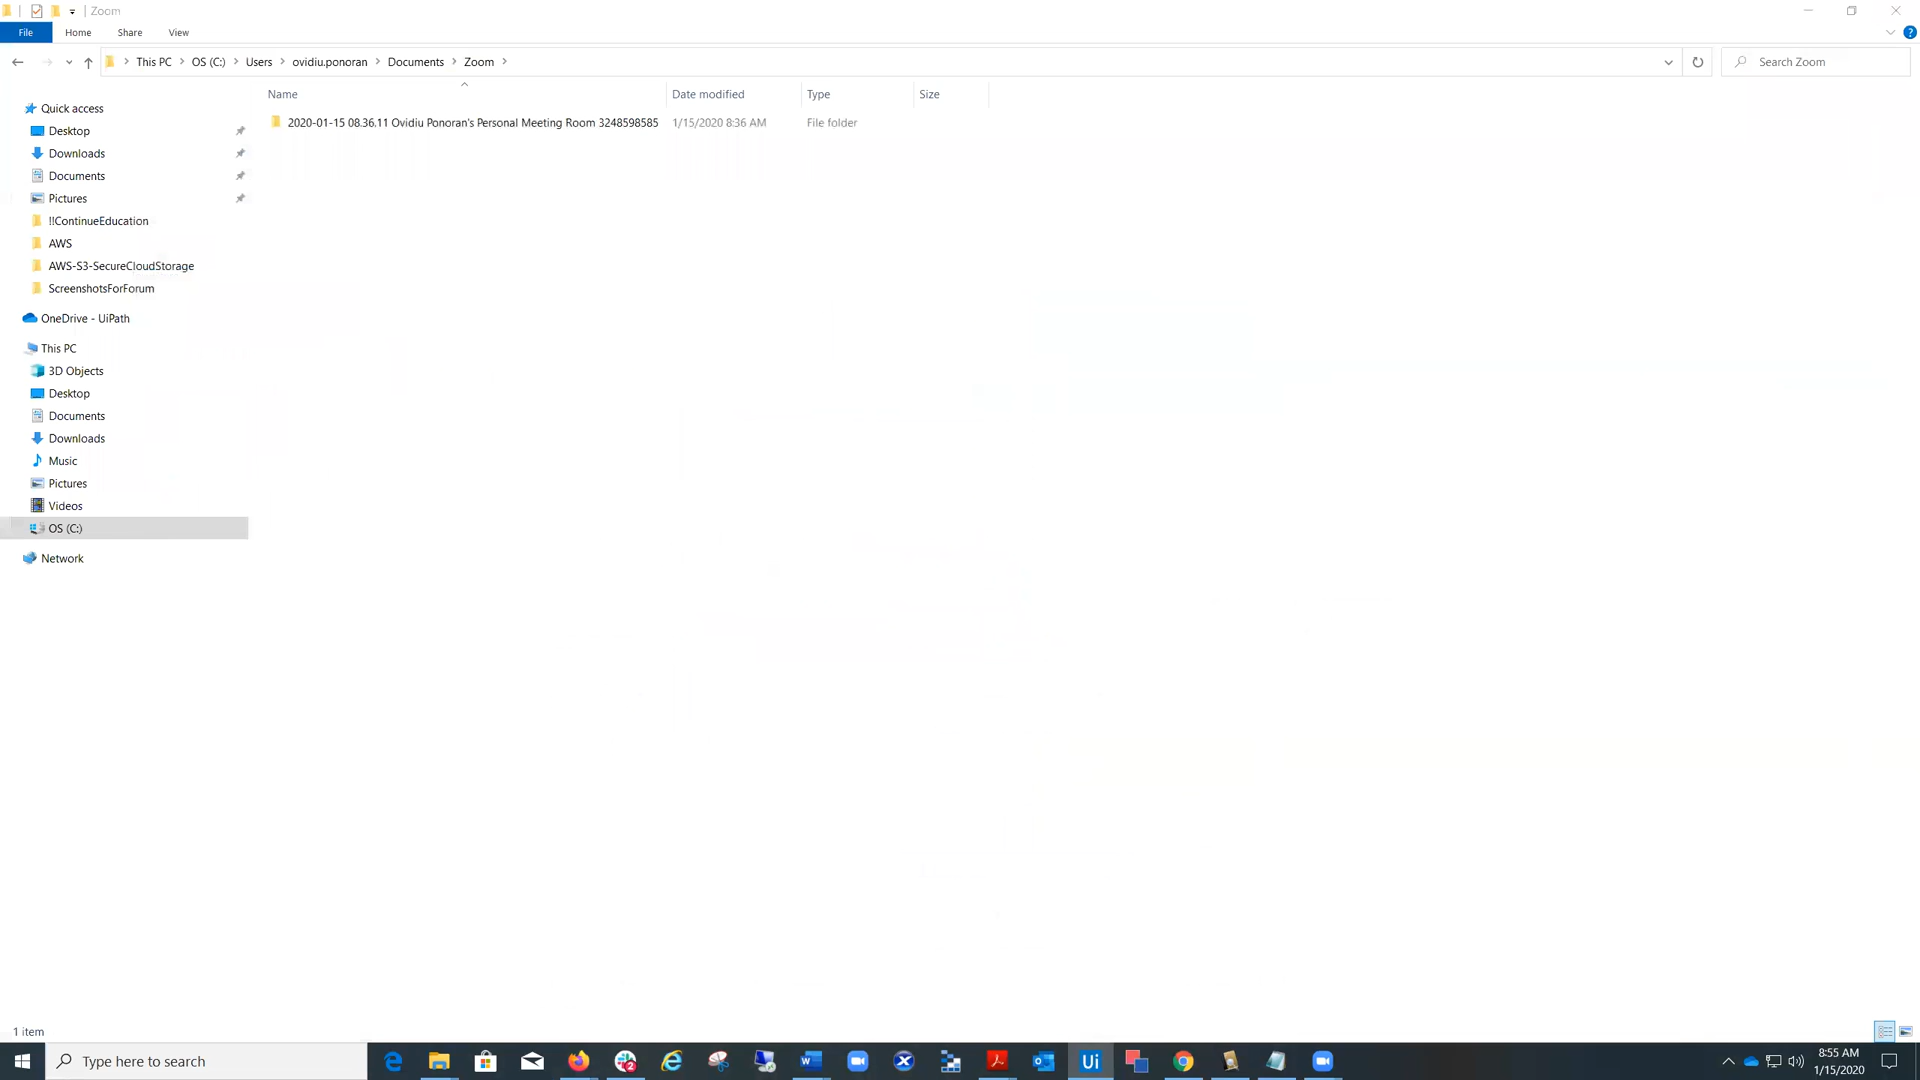 Zoom
File Home Share View
This PC OS (C:) Users ovidiu.ponoran Documents Zoom
Search Zoom
Name Date modified Type Size
2020-01-15 08.36.11 Ovidiu Ponoran's Personal Meeting Room 3248598585 1/15/2020 8:36 AM File folder
Quick access
Desktop
Downloads
Documents
Pictures
!!ContinueEducation
AWS
AWS-S3-SecureCloudStorage
ScreenshotsForForum
OneDrive - UiPath
This PC
3D Objects
Desktop
Documents
Downloads
Music
Pictures
Videos
OS (C:)
Network
1 item
Type here to search
Ui
8:55 AM
1/15/2020